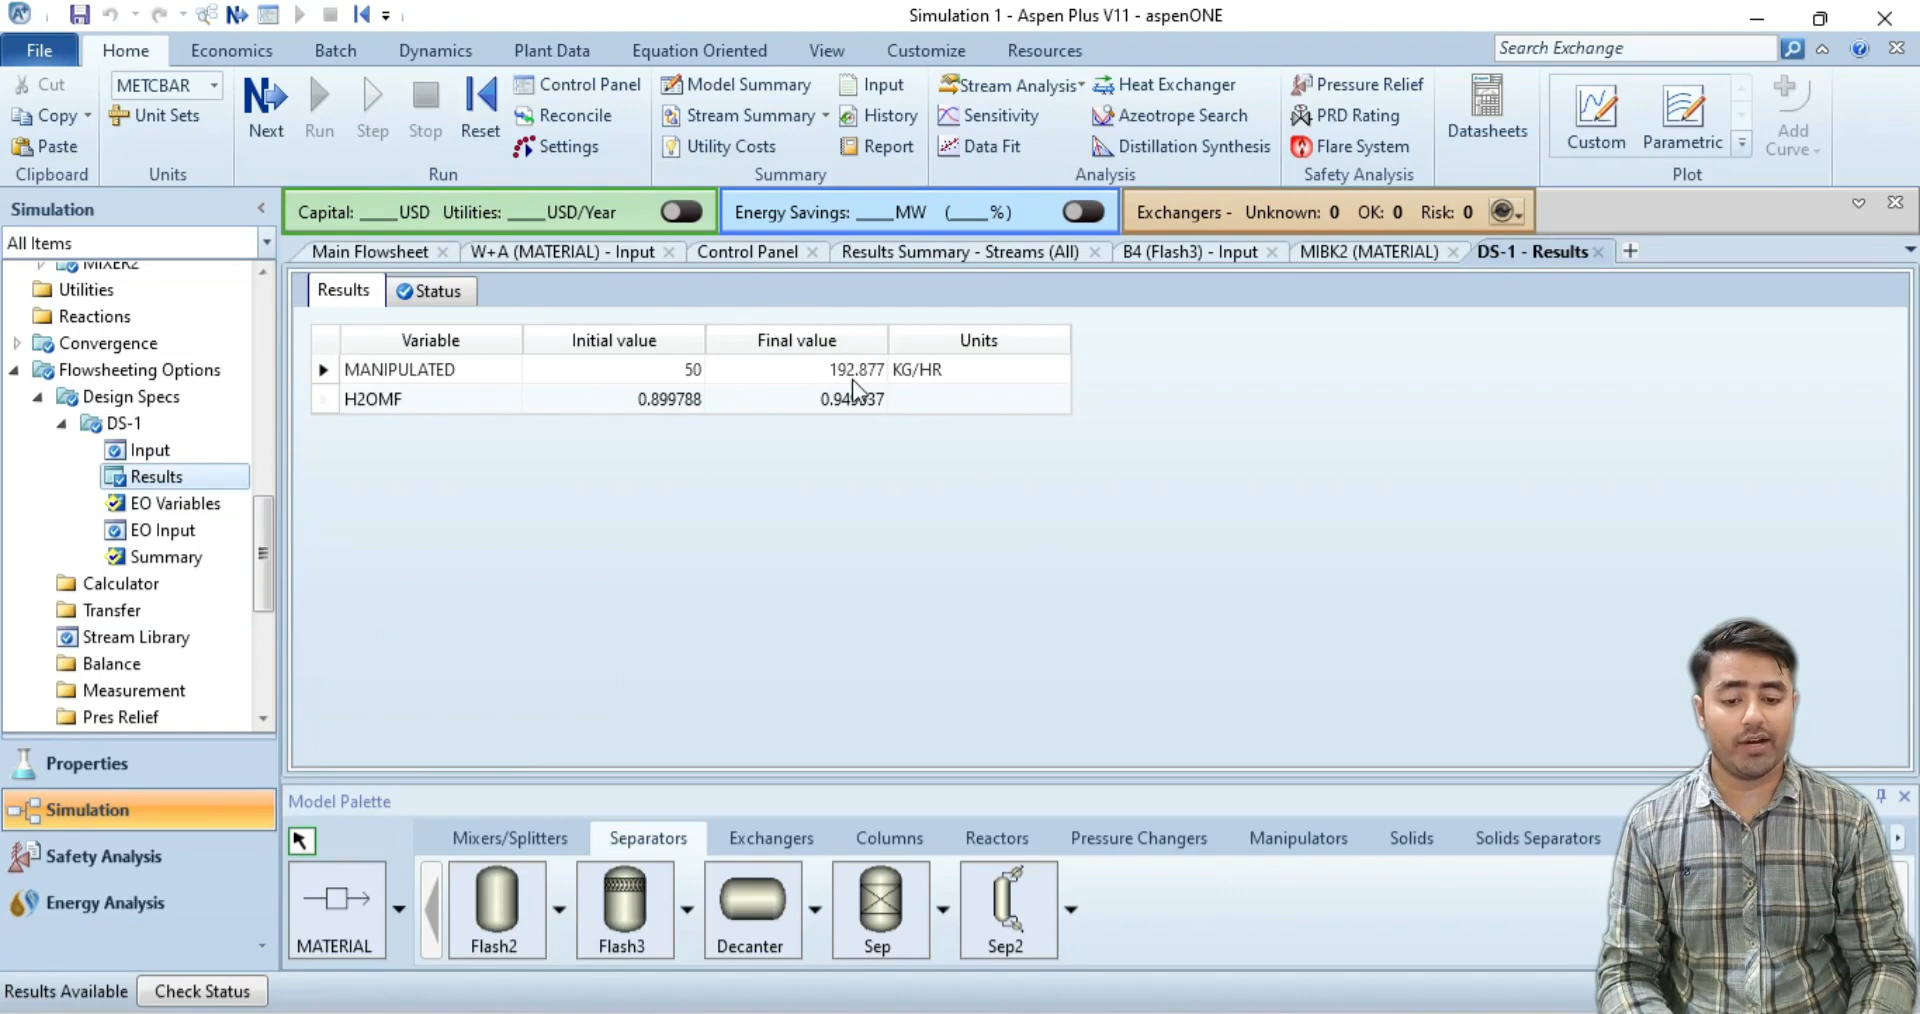 Simulation 1 - Aspen Plus V11 - aspenONE
File Home Economics Batch Dynamics Plant Data Equation Oriented View Customize Resources Search Exchange
Cut
Copy
Paste
Clipboard
METCBAR
Unit Sets
Units
Next
Run
Step
Stop
Reset
Control Panel
Reconcile
Settings
Run
Model Summary
Stream Summary
Utility Costs
Input
History
Report
Summary
Stream Analysis
Sensitivity
Data Fit
Heat Exchanger
Azeotrope Search
Distillation Synthesis
Analysis
Pressure Relief
PRD Rating
Flare System
Safety Analysis
Datasheets
Custom
Parametric
Add
Curve
Plot
Simulation
Capital: ____USD Utilities: ____USD/Year
Energy Savings: ____MW (____%)
Exchangers - Unknown: 0 OK: 0 Risk: 0
All Items
Main Flowsheet
W+A (MATERIAL) - Input
Control Panel
Results Summary - Streams (All)
B4 (Flash3) - Input
MIBK2 (MATERIAL)
DS-1 - Results
MIXER2
Utilities
Reactions
Convergence
Flowsheeting Options
Design Specs
DS-1
Input
Results
EO Variables
EO Input
Summary
Calculator
Transfer
Stream Library
Balance
Measurement
Pres Relief
Results Status
Variable Initial value Final value Units
MANIPULATED 50 192.877 KG/HR
H2OMF 0.899788
Properties
Simulation
Safety Analysis
Energy Analysis
Model Palette
Mixers/Splitters Separators Exchangers Columns Reactors Pressure Changers Manipulators Solids Solids Separators
MATERIAL
Flash2
Flash3
Decanter
Sep
Sep2
Results Available Check Status